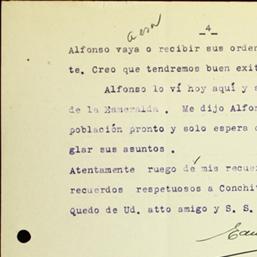 4
Alfonso vaya o recibir sus orden
te. Creo que tendremos buen exit
Alfonso lo ví hoy aquí y s
de la Esmeralda. Me dijo Alfon
población pronto y solo espera q
glar sus asuntos.
Atentamente ruego dé mis recuer
recuerdos respetuosos a Conchit
Quedo de Ud. atto amigo y S. S.